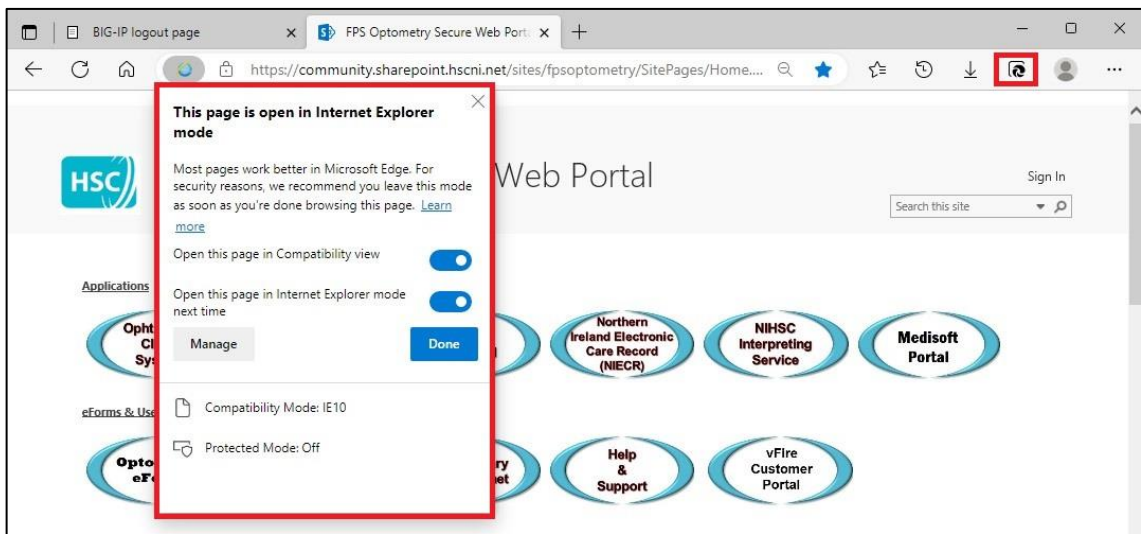 BIG-IP logout page
FPS Optometry Secure Web Port
https://community.sharepoint.hscni.net/sites/fpsoptometry/SitePages/Home....
This page is open in Internet Explorer
mode
Most pages work better in Microsoft Edge. For
security reasons, we recommend you leave this mode
as soon as you're done browsing this page. Learn
more
Open this page in Compatibility view
Open this page in Internet Explorer mode
next time
Manage
Done
Compatibility Mode: IE10
Protected Mode: Off
HSC
Web Portal
Sign In
Search this site
Applications
Northern
Ireland Electronic
Care Record
(NIECR)
NIHSC
Interpreting
Service
Medisoft
Portal
eForms &
Help
&
Support
vFire
Customer
Portal